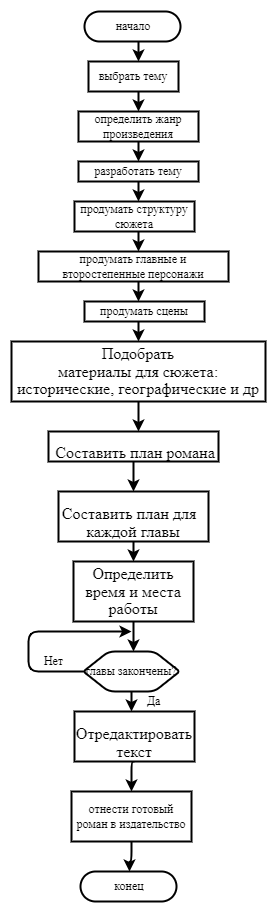 начало
выбрать тему
определить жанр
произведения
разработать тему
продумать структуру
сюжета
продумать главные и
второстепенные персонажи
продумать сцены
Подобрать
материалы для сюжета:
исторические, географические и др
Составить план романа
Составить план для
каждой главы
Определить
время и места
работы
Нет
главы закончены?
Да
Отредактировать
текст
отнести готовый
роман в издательство
конец